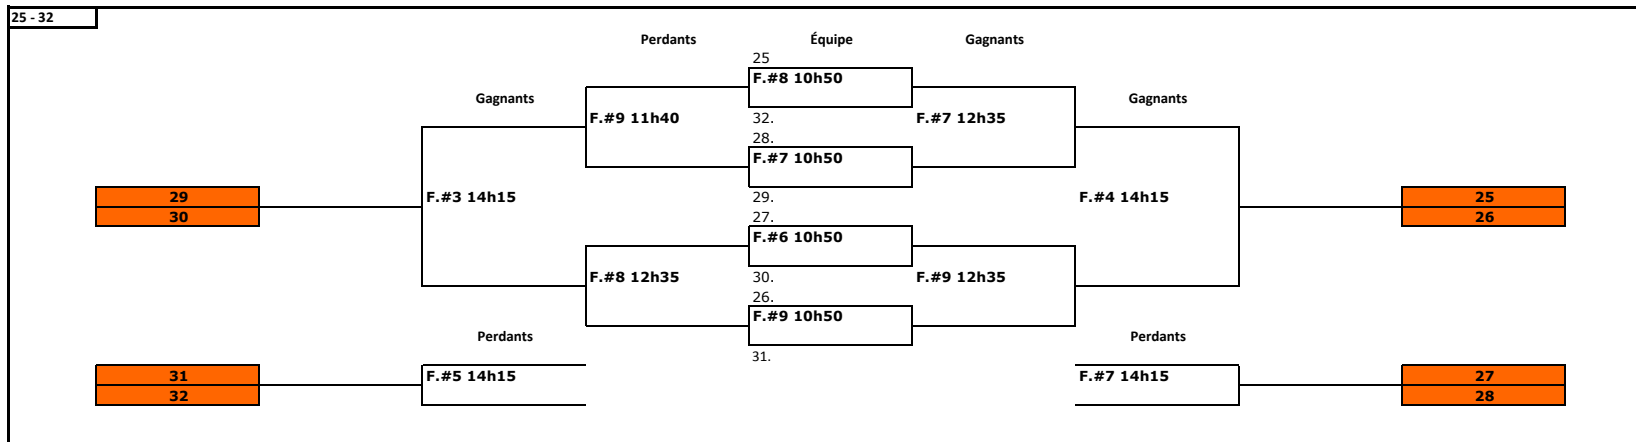 25 - 32
Perdants Équipe Gagnants
25
F.#8 10h50
Gagnants Gagnants
F.#9 11h40 32. F.#7 12h35
28.
F.#7 10h50
29 F.#3 14h15 29. F.#4 14h15 25
30 27. 26
F.#6 10h50
F.#8 12h35 30. F.#9 12h35
26.
F.#9 10h50
Perdants Perdants
31.
31 F.#5 14h15 F.#7 14h15 27
32 28